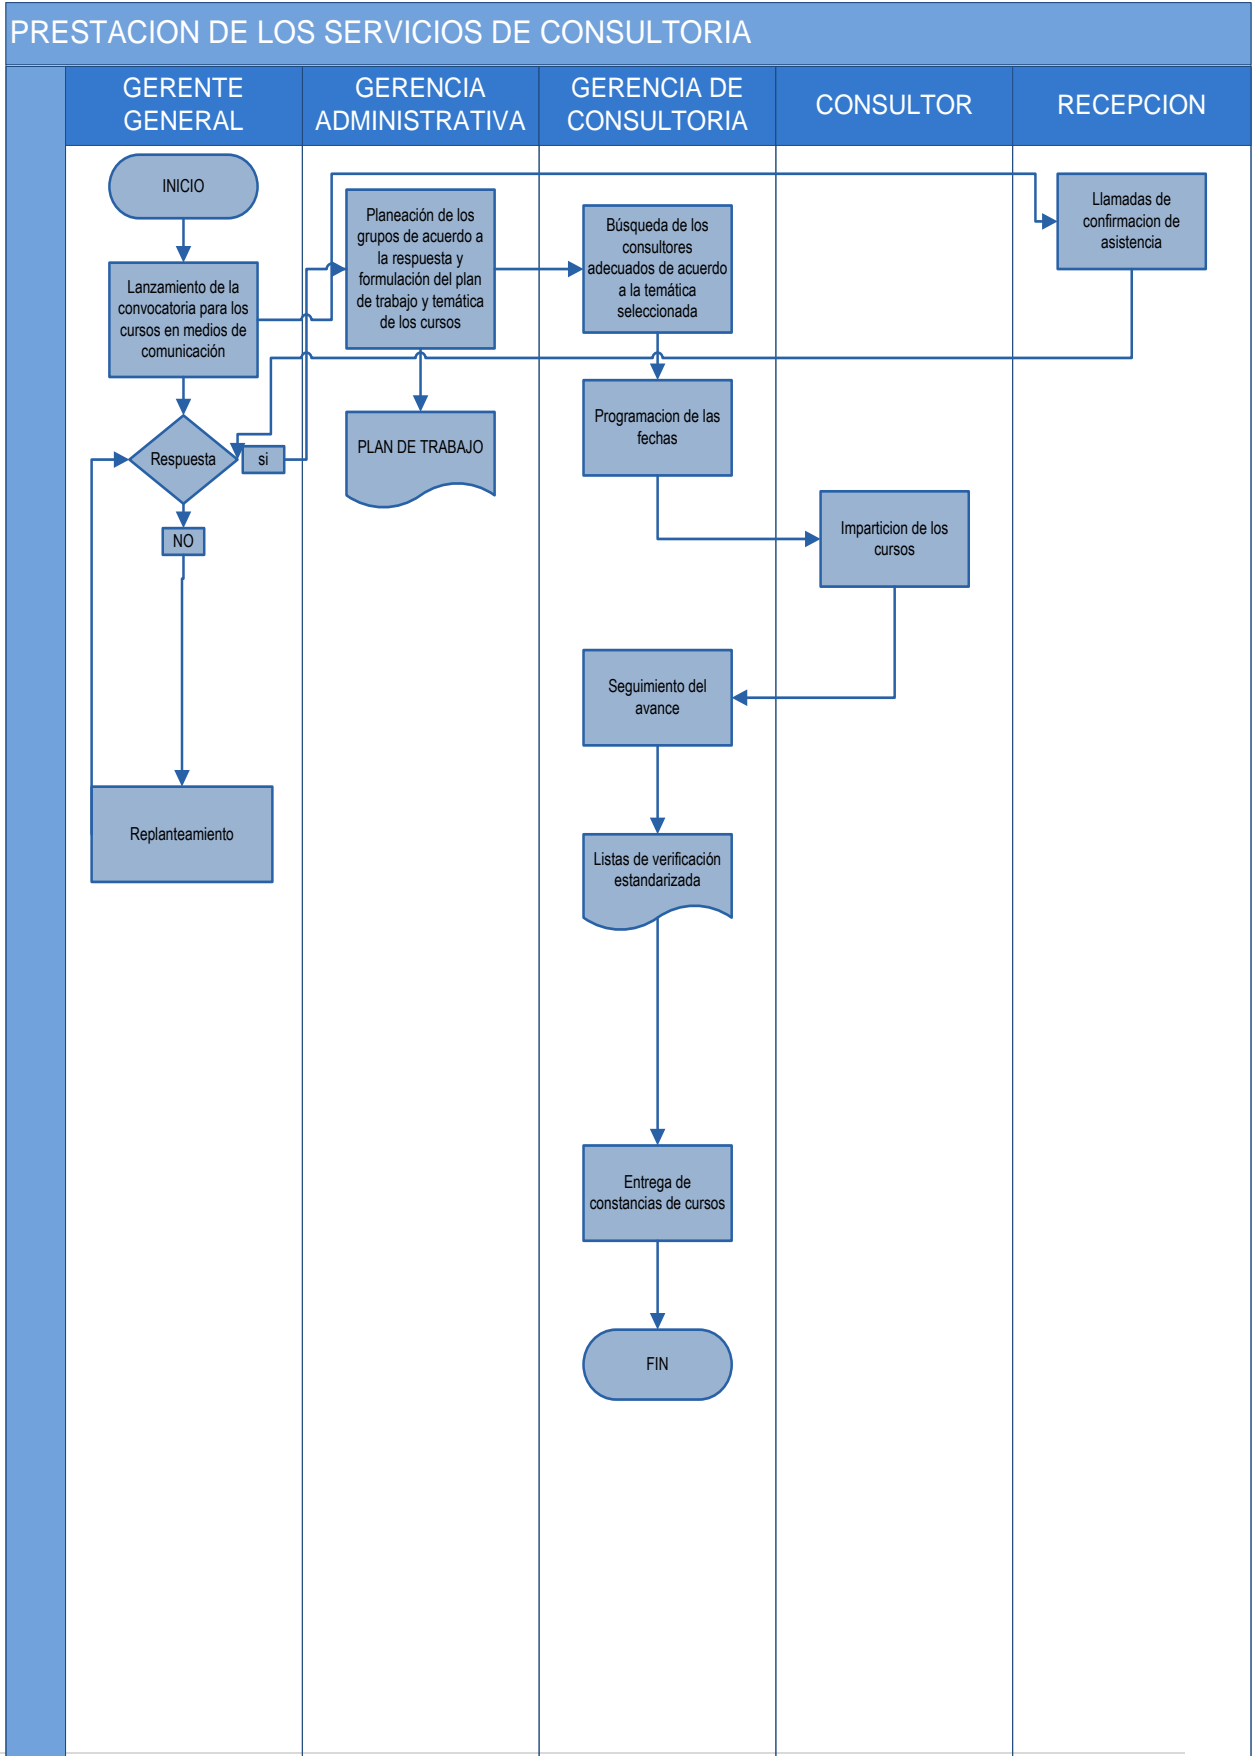 PRESTACION DE LOS SERVICIOS DE CONSULTORIA
GERENTE
GENERAL
GERENCIA
ADMINISTRATIVA
GERENCIA DE
CONSULTORIA
CONSULTOR
RECEPCION
INICIO
Lanzamiento de la
convocatoria para los
cursos en medios de
comunicación
Respuesta
si
NO
Replanteamiento
Planeación de los
grupos de acuerdo a
la respuesta y
formulación del plan
de trabajo y temática
de los cursos
PLAN DE TRABAJO
Búsqueda de los
consultores
adecuados de acuerdo
a la temática
seleccionada
Programacion de las
fechas
Imparticion de los
cursos
Seguimiento del
avance
Listas de verificación
estandarizada
Entrega de
constancias de cursos
FIN
Llamadas de
confirmacion de
asistencia